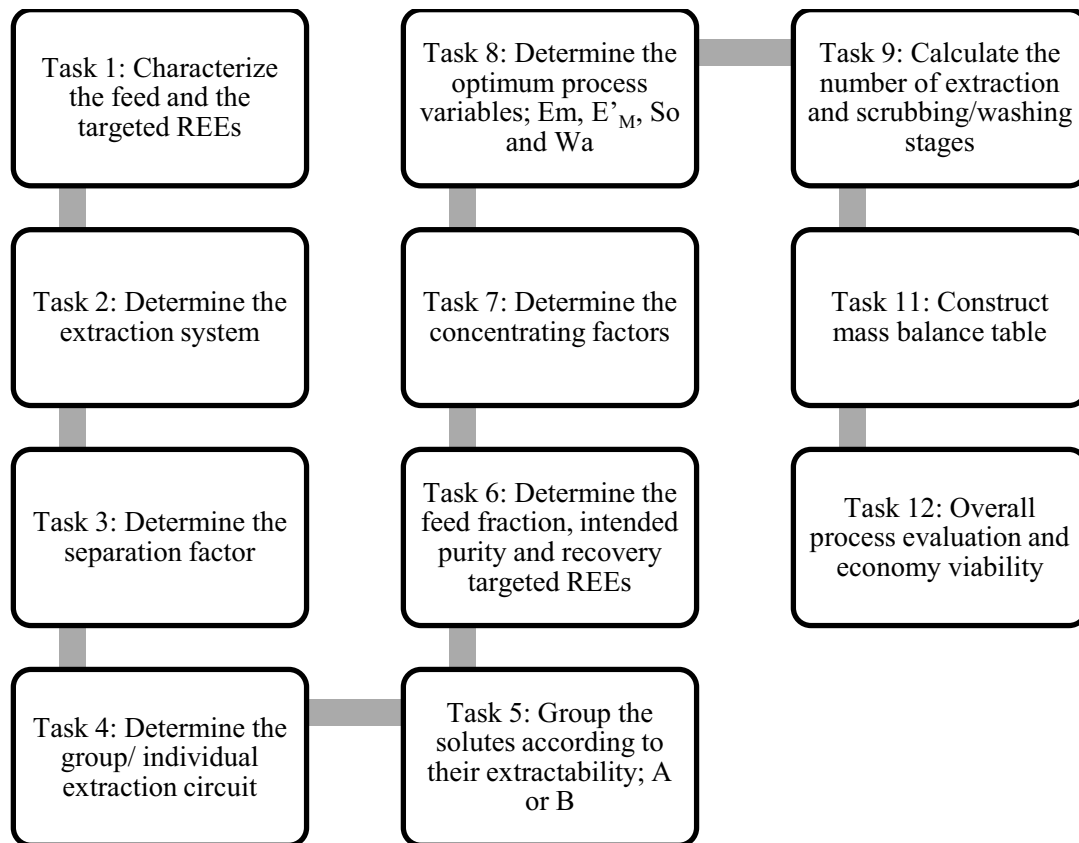 Task 1: Characterize
the feed and the
targeted REEs
Task 2: Determine the
extraction system
Task 3: Determine the
separation factor
Task 4: Determine the
group/ individual
extraction circuit
Task 5: Group the
solutes according to
their extractability; A
or B
Task 6: Determine the
feed fraction, intended
purity and recovery
targeted REEs
Task 7: Determine the
concentrating factors
Task 8: Determine the
optimum process
variables; Em, E’M, So
and Wa
Task 9: Calculate the
number of extraction
and scrubbing/washing
stages
Task 11: Construct
mass balance table
Task 12: Overall
process evaluation and
economy viability